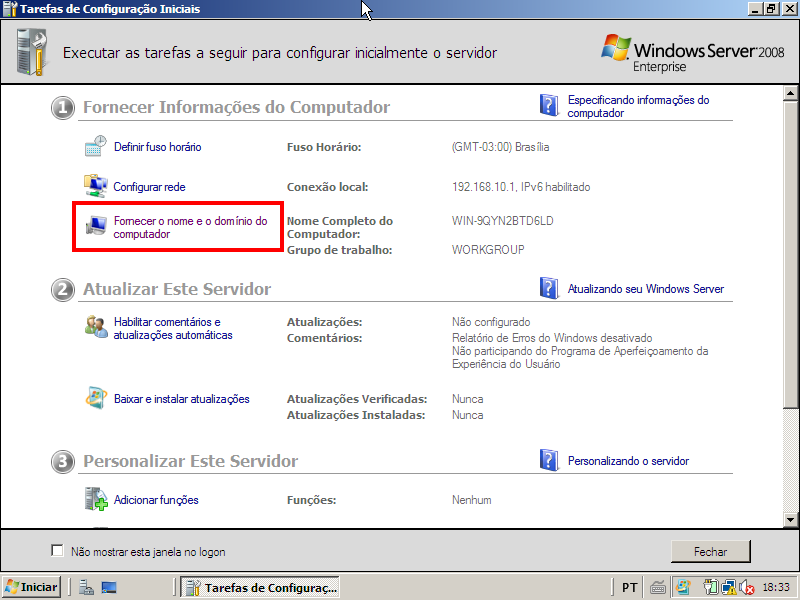 Tarefas de Configuração Iniciais
Executar as tarefas a seguir para configurar inicialmente o servidor
Windows Server 2008
Enterprise
1 Fornecer Informações do Computador
Especificando informações do
computador
Definir fuso horário
Fuso Horário:
(GMT-03:00) Brasília
Configurar rede
Conexão local:
192.168.10.1, IPv6 habilitado
Fornecer o nome e o domínio do
computador
Nome Completo do
Computador:
WIN-9QYN2BTD6LD
Grupo de trabalho:
WORKGROUP
2 Atualizar Este Servidor
Atualizando seu Windows Server
Habilitar comentários e
atualizações automáticas
Atualizações:
Não configurado
Comentários:
Relatório de Erros do Windows desativado
Não participando do Programa de Aperfeiçoamento da
Experiência do Usuário
Baixar e instalar atualizações
Atualizações Verificadas:
Nunca
Atualizações Instaladas:
Nunca
3 Personalizar Este Servidor
Personalizando o servidor
Adicionar funções
Funções:
Nenhum
Não mostrar esta janela no logon
Fechar
Iniciar
Tarefas de Configuraç...
PT
18:33